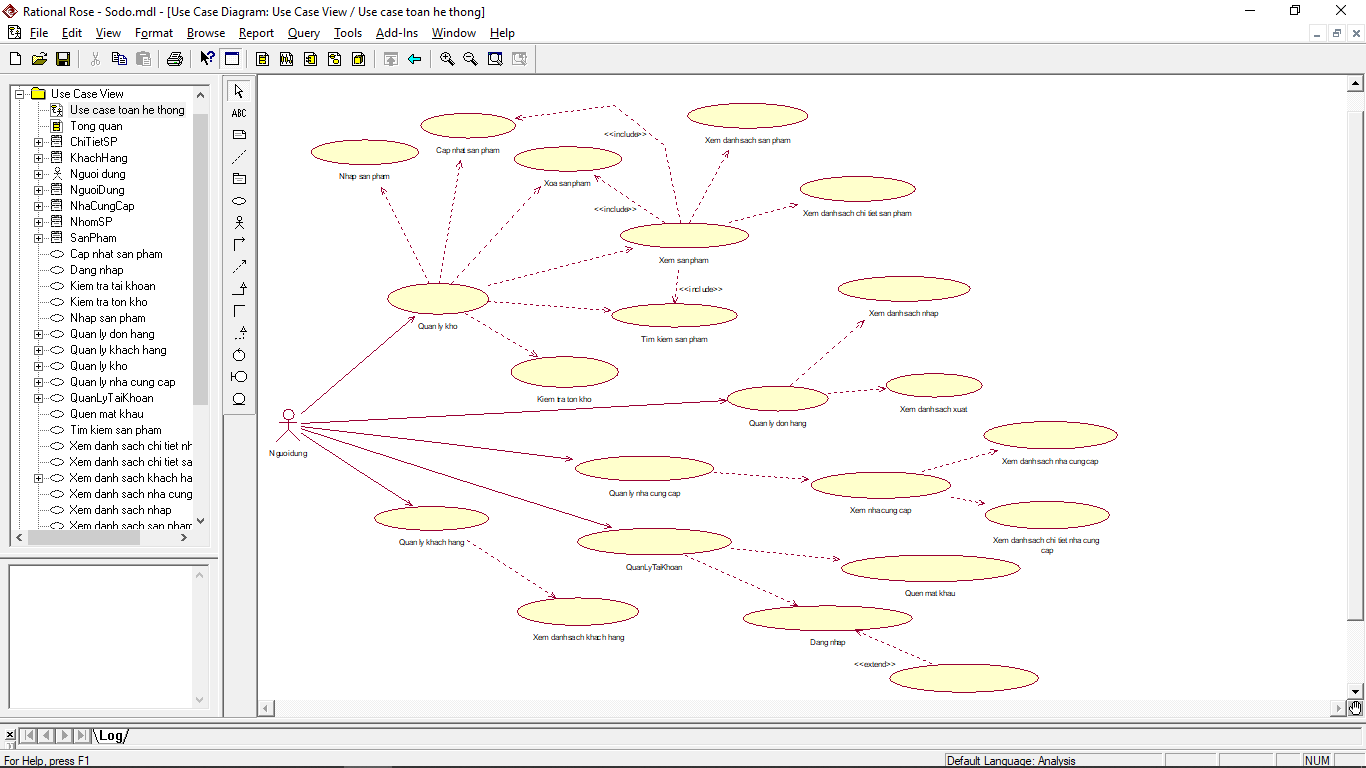 Rational Rose - Sodo.mdl - [Use Case Diagram: Use Case View / Use case toan he thong]
File Edit View Format Browse Report Query Tools Add-Ins Window Help
Use Case View
Use case toan he thong
Tong quan
ChiTietSP
KhachHang
Nguoi dung
NguoiDung
NhaCungCap
NhomSP
SanPham
Cap nhat san pham
Dang nhap
Kiem tra tai khoan
Kiem tra ton kho
Nhap san pham
Quan ly don hang
Quan ly khach hang
Quan ly kho
Quan ly nha cung cap
QuanLyTaiKhoan
Quen mat khau
Tim kiem san pham
Xem danh sach chi tiet nh
Xem danh sach chi tiet sa
Xem danh sach khach ha
Xem danh sach nha cung
Xem danh sach nhap
Xem danh sach san pham
ABC
<<include>>
Xem danh sach san pham
Cap nhat san pham
Nhap san pham
Xoa san pham
<<include>>
Xem danh sach chi tiet san pham
Xem san pham
<<include>>
Xem danh sach nhap
Quan ly kho
Tim kiem san pham
Kiem tra ton kho
Xem danh sach xuat
Quan ly don hang
Nguoi dung
Xem danh sach nha cung cap
Quan ly nha cung cap
Xem nha cung cap
Xem danh sach chi tiet nha cung
cap
Quan ly khach hang
QuanLyTaiKhoan
Quen mat khau
Xem danh sach khach hang
Dang nhap
<<extend>>
Log
For Help, press F1
Default Language: Analysis
NUM